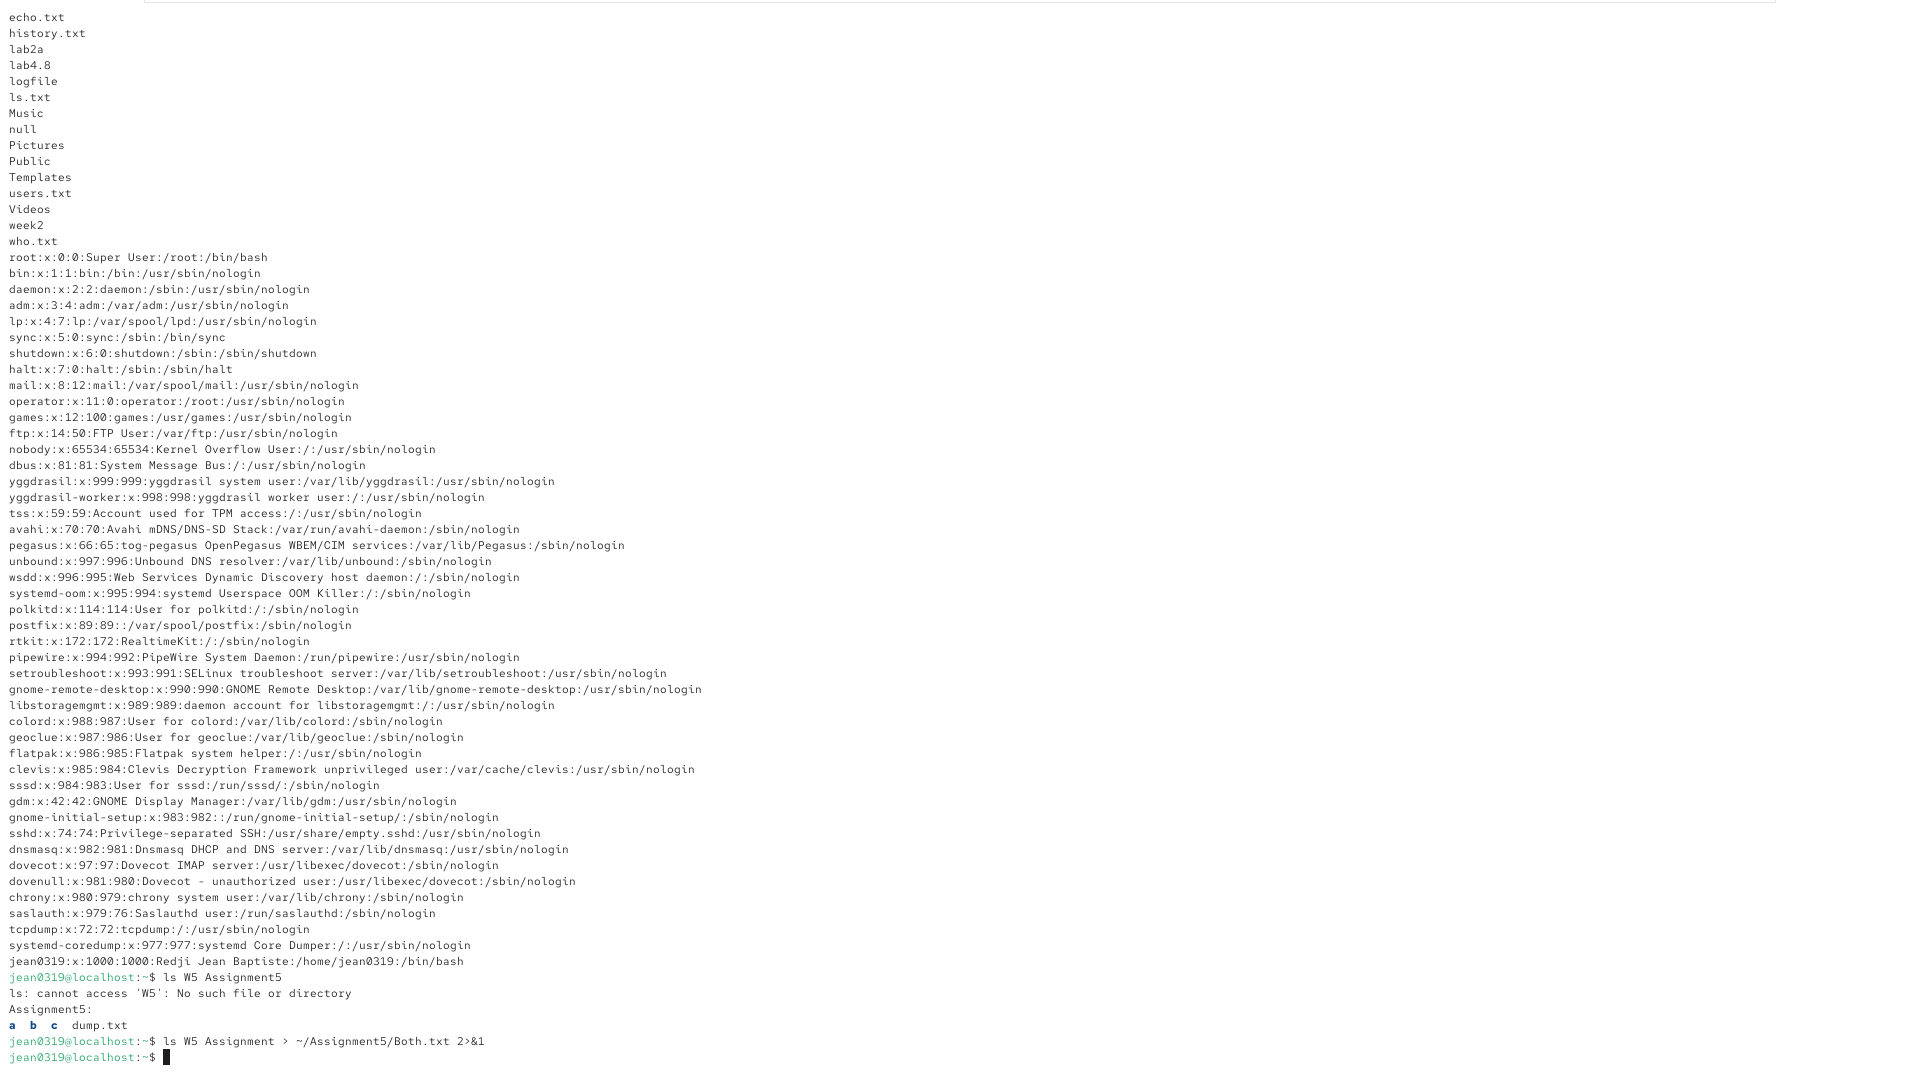 echo.txt
history.txt
lab2a
lab4.8
logfile
ls.txt
Music
null
Pictures
Public
Templates
users.txt
Videos
week2
who.txt
root:x:0:0:Super User:/root:/bin/bash
bin:x:1:1:bin:/bin:/usr/sbin/nologin
daemon:x:2:2:daemon:/sbin:/usr/sbin/nologin
adm:x:3:4:adm:/var/adm:/usr/sbin/nologin
lp:x:4:7:lp:/var/spool/lpd:/usr/sbin/nologin
sync:x:5:0:sync:/sbin:/bin/sync
shutdown:x:6:0:shutdown:/sbin:/sbin/shutdown
halt:x:7:0:halt:/sbin:/sbin/halt
mail:x:8:12:mail:/var/spool/mail:/usr/sbin/nologin
operator:x:11:0:operator:/root:/usr/sbin/nologin
games:x:12:100:games:/usr/games:/usr/sbin/nologin
ftp:x:14:50:FTP User:/var/ftp:/usr/sbin/nologin
nobody:x:65534:65534:Kernel Overflow User:/:/usr/sbin/nologin
dbus:x:81:81:System Message Bus:/:/usr/sbin/nologin
yggdrasil:x:999:999:yggdrasil system user:/var/lib/yggdrasil:/usr/sbin/nologin
yggdrasil-worker:x:998:998:yggdrasil worker user:/:/usr/sbin/nologin
tss:x:59:59:Account used for TPM access:/:/usr/sbin/nologin
avahi:x:70:70:Avahi mDNS/DNS-SD Stack:/var/run/avahi-daemon:/sbin/nologin
pegasus:x:66:65:tog-pegasus OpenPegasus WBEM/CIM services:/var/lib/Pegasus:/sbin/nologin
unbound:x:997:996:Unbound DNS resolver:/var/lib/unbound:/sbin/nologin
wsdd:x:996:995:Web Services Dynamic Discovery host daemon:/:/sbin/nologin
systemd-oom:x:995:994:systemd Userspace OOM Killer:/:/sbin/nologin
polkitd:x:114:114:User for polkitd:/:/sbin/nologin
postfix:x:89:89::/var/spool/postfix:/sbin/nologin
rtkit:x:172:172:RealtimeKit:/:/sbin/nologin
pipewire:x:994:992:PipeWire System Daemon:/run/pipewire:/usr/sbin/nologin
setroubleshoot:x:993:991:SELinux troubleshoot server:/var/lib/setroubleshoot:/usr/sbin/nologin
gnome-remote-desktop:x:990:990:GNOME Remote Desktop:/var/lib/gnome-remote-desktop:/usr/sbin/nologin
libstoragemgmt:x:989:989:daemon account for libstoragemgmt:/:/usr/sbin/nologin
colord:x:988:987:User for colord:/var/lib/colord:/sbin/nologin
geoclue:x:987:986:User for geoclue:/var/lib/geoclue:/sbin/nologin
flatpak:x:986:985:Flatpak system helper:/:/usr/sbin/nologin
clevis:x:985:984:Clevis Decryption Framework unprivileged user:/var/cache/clevis:/usr/sbin/nologin
sssd:x:984:983:User for sssd:/run/sssd/:/sbin/nologin
gdm:x:42:42:GNOME Display Manager:/var/lib/gdm:/usr/sbin/nologin
gnome-initial-setup:x:983:982::/run/gnome-initial-setup/:/sbin/nologin
sshd:x:74:74:Privilege-separated SSH:/usr/share/empty.sshd:/usr/sbin/nologin
dnsmasq:x:982:981:Dnsmasq DHCP and DNS server:/var/lib/dnsmasq:/usr/sbin/nologin
dovecot:x:97:97:Dovecot IMAP server:/usr/libexec/dovecot:/sbin/nologin
dovenull:x:981:980:Dovecot - unauthorized user:/usr/libexec/dovecot:/sbin/nologin
chrony:x:980:979:chrony system user:/var/lib/chrony:/sbin/nologin
saslauth:x:979:76:Saslauthd user:/run/saslauthd:/sbin/nologin
tcpdump:x:72:72:tcpdump:/:/usr/sbin/nologin
systemd-coredump:x:977:977:systemd Core Dumper:/:/usr/sbin/nologin
jean0319:x:1000:1000:Redji Jean Baptiste:/home/jean0319:/bin/bash
jean0319@localhost:~$ ls W5 Assignment5
ls: cannot access 'W5': No such file or directory
Assignment5:
a  b  c  dump.txt
jean0319@localhost:~$ ls W5 Assignment > ~/Assignment5/Both.txt 2>&1
jean0319@localhost:~$